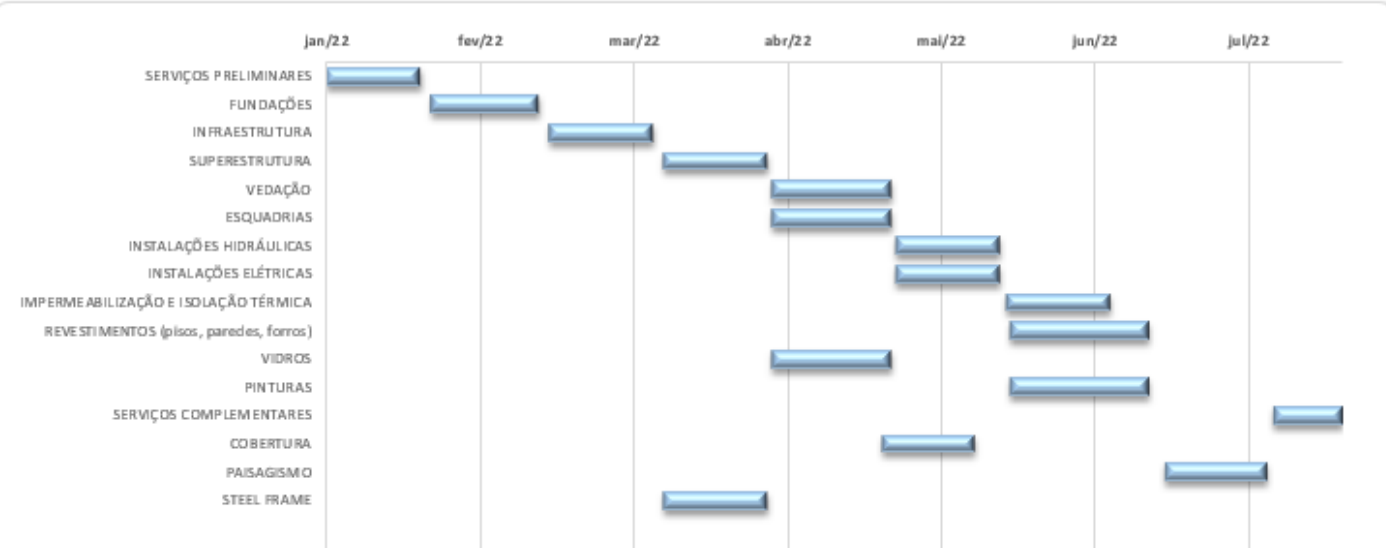 jan/22 fev/22 mar/22 abr/22 mai/22 jun/22 jul/22
SERVIÇOS PRELIMINARES
FUNDAÇÕES
INFRAESTRUTURA
SUPERESTRUTURA
VEDAÇÃO
ESQUADRIAS
INSTALAÇÕES HIDRÁULICAS
INSTALAÇÕES ELÉTRICAS
IMPERMEABILIZAÇÃO E ISOLAÇÃO TÉRMICA
REVESTIMENTOS (pisos, paredes, forros)
VIDROS
PINTURAS
SERVIÇOS COMPLEMENTARES
COBERTURA
PAISAGISMO
STEEL FRAME